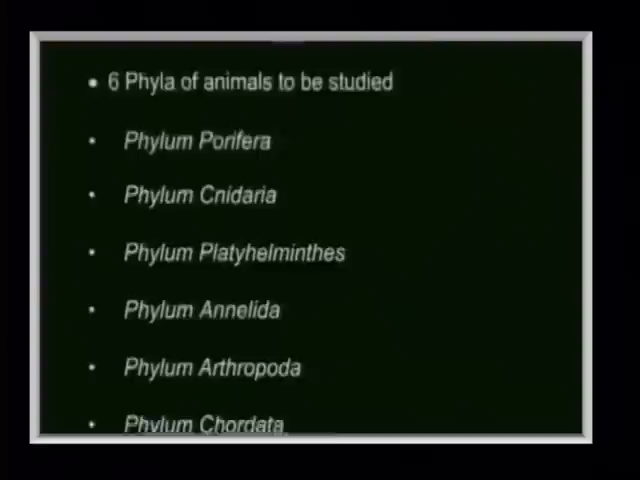 • 6 Phyla of animals to be studied
• Phylum Porifera
• Phylum Cnidaria
• Phylum Platyhelminthes
• Phylum Annelida
• Phylum Arthropoda
• Phylum Chordata